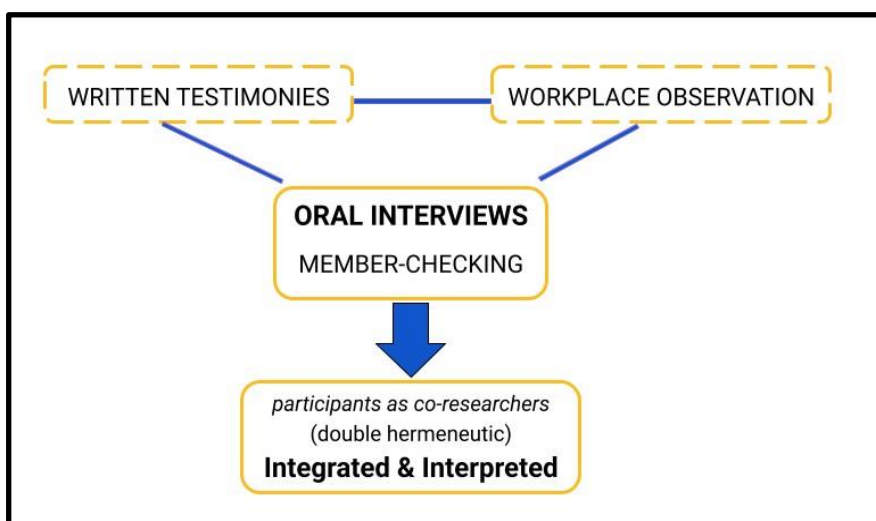 WRITTEN TESTIMONIES
WORKPLACE OBSERVATION
ORAL INTERVIEWS
MEMBER-CHECKING
participants as co-researchers
(double hermeneutic)
Integrated & Interpreted